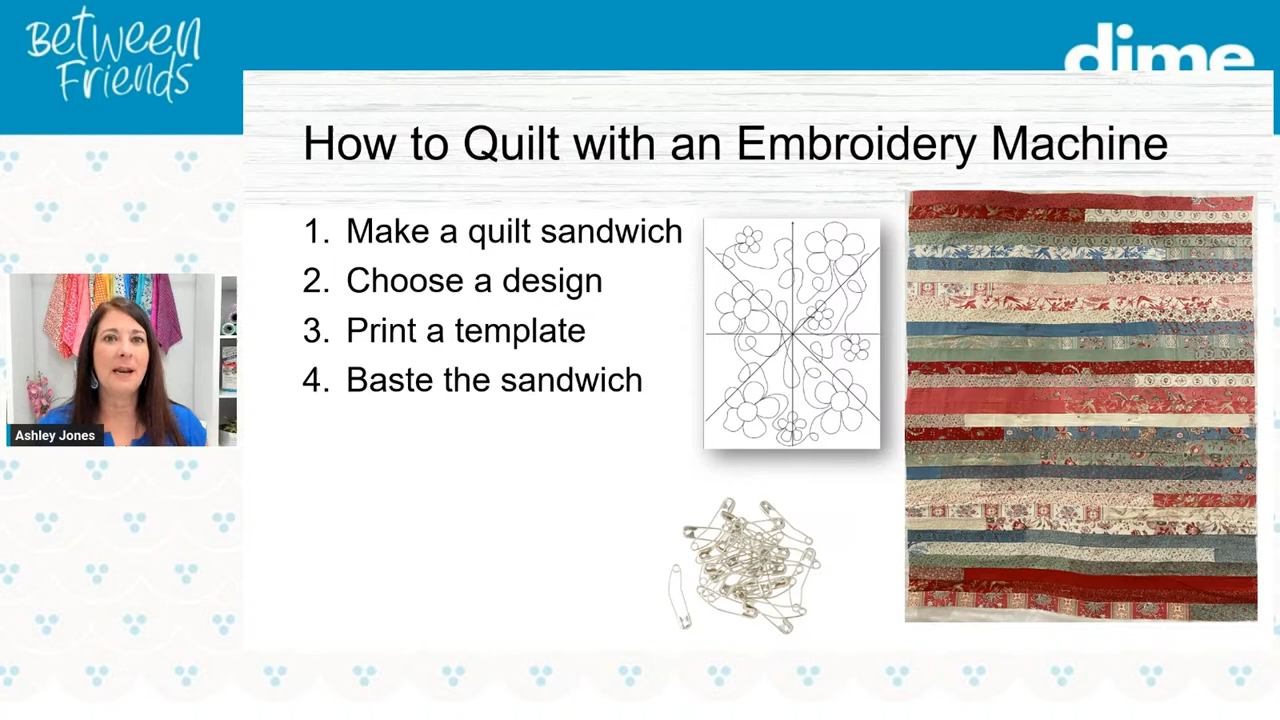 Between
Friends
dime
How to Quilt with an Embroidery Machine
1. Make a quilt sandwich
2. Choose a design
3. Print a template
4. Baste the sandwich
Ashley Jones